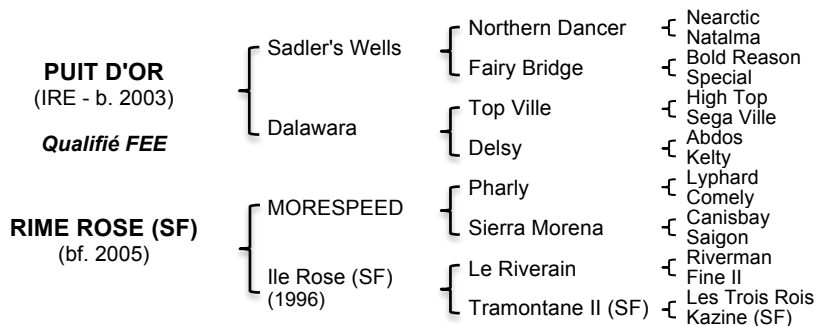 PUIT D'OR
(IRE - b. 2003)
Qualifié FEE
RIME ROSE (SF)
(bf. 2005)
Sadler's Wells
Dalawara
MORESPEED
Ile Rose (SF)
(1996)
Northern Dancer
Fairy Bridge
Top Ville
Delsy
Pharly
Sierra Morena
Le Riverain
Tramontane II (SF)
Nearctic
Natalma
Bold Reason
Special
High Top
Sega Ville
Abdos
Kelty
Lyphard
Comely
Canisbay
Saigon
Riverman
Fine II
Les Trois Rois
Kazine (SF)